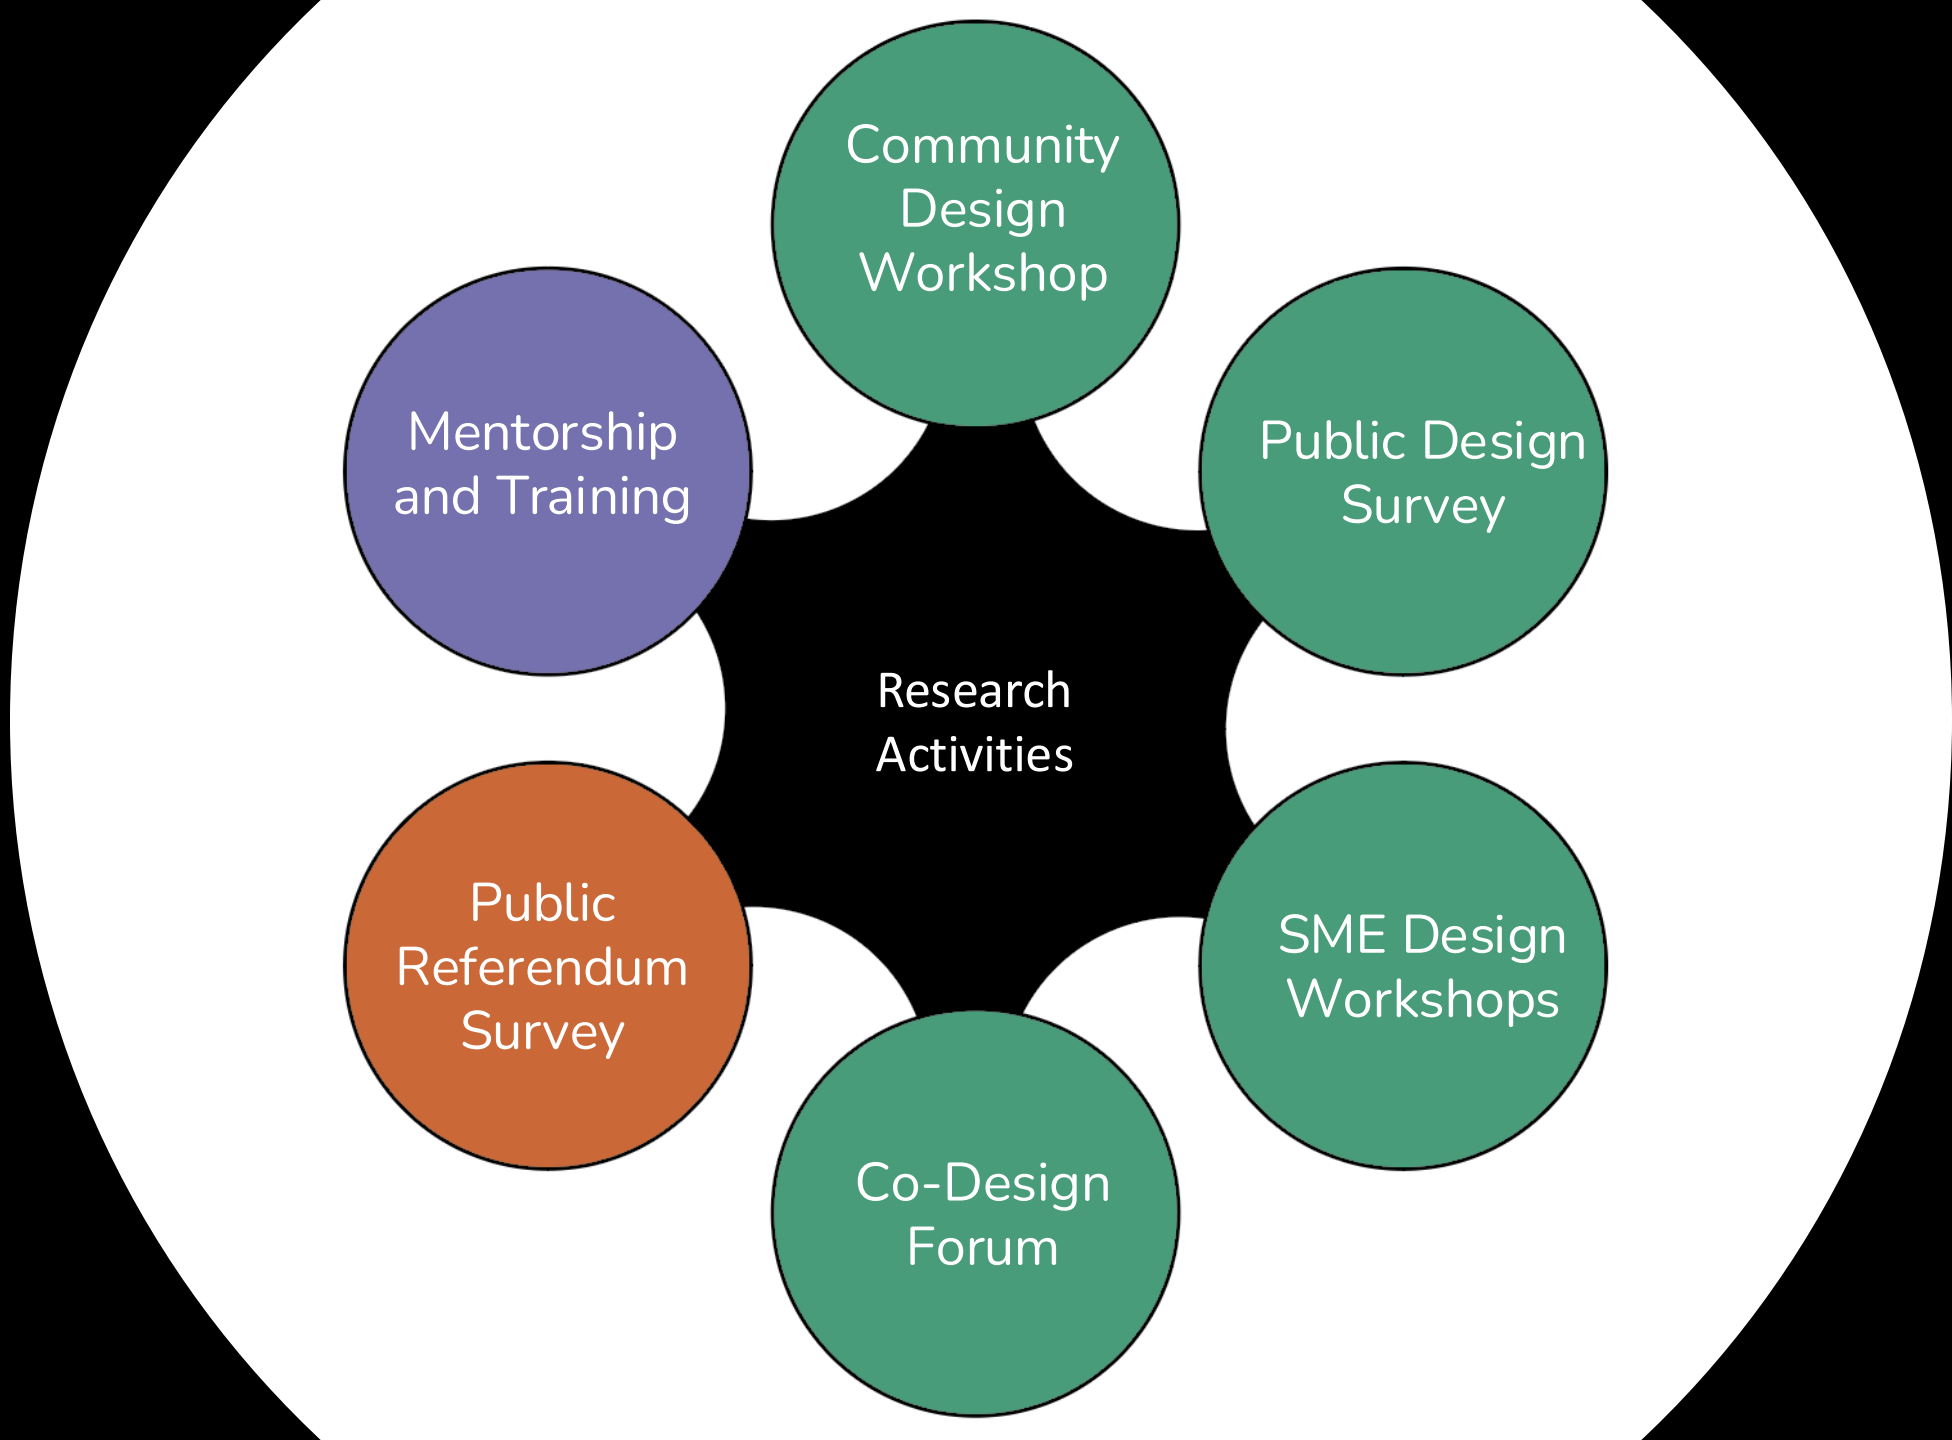 Community
Design
Workshop
Public Design
Survey
SME Design
Workshops
Co-Design
Forum
Public
Referendum
Survey
Mentorship
and Training
Research
Activities